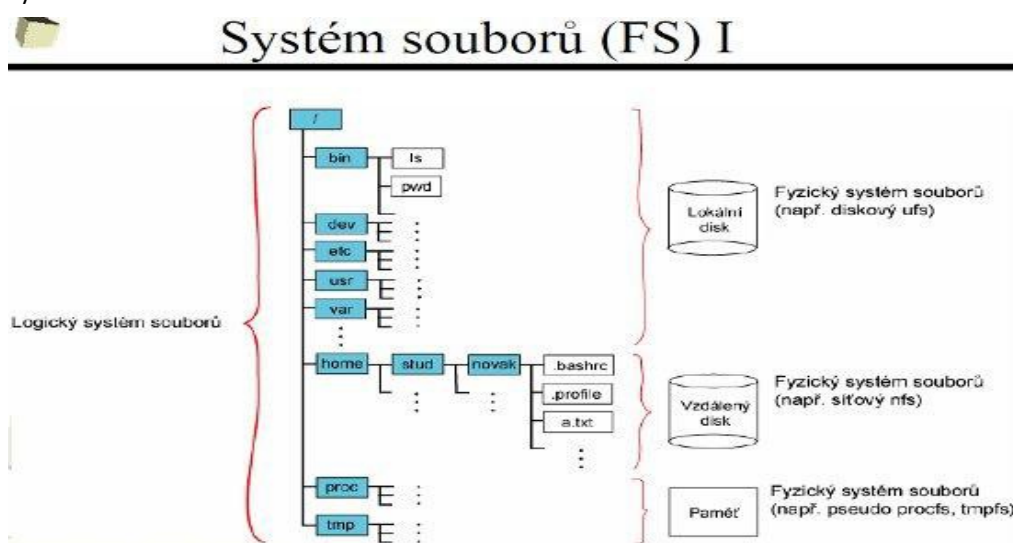 Systém souborů (FS) I
/
bin
ls
pwd
dev
etc
usr
var
Logický systém souborů
home
stud
novak
.bashrc
.profile
a.txt
proc
tmp
Lokální
disk
Fyzický systém souborů
(např. diskový ufs)
Vzdálený
disk
Fyzický systém souborů
(např. síťový nfs)
Paměť
Fyzický systém souborů
(např. pseudo procfs, tmpfs)